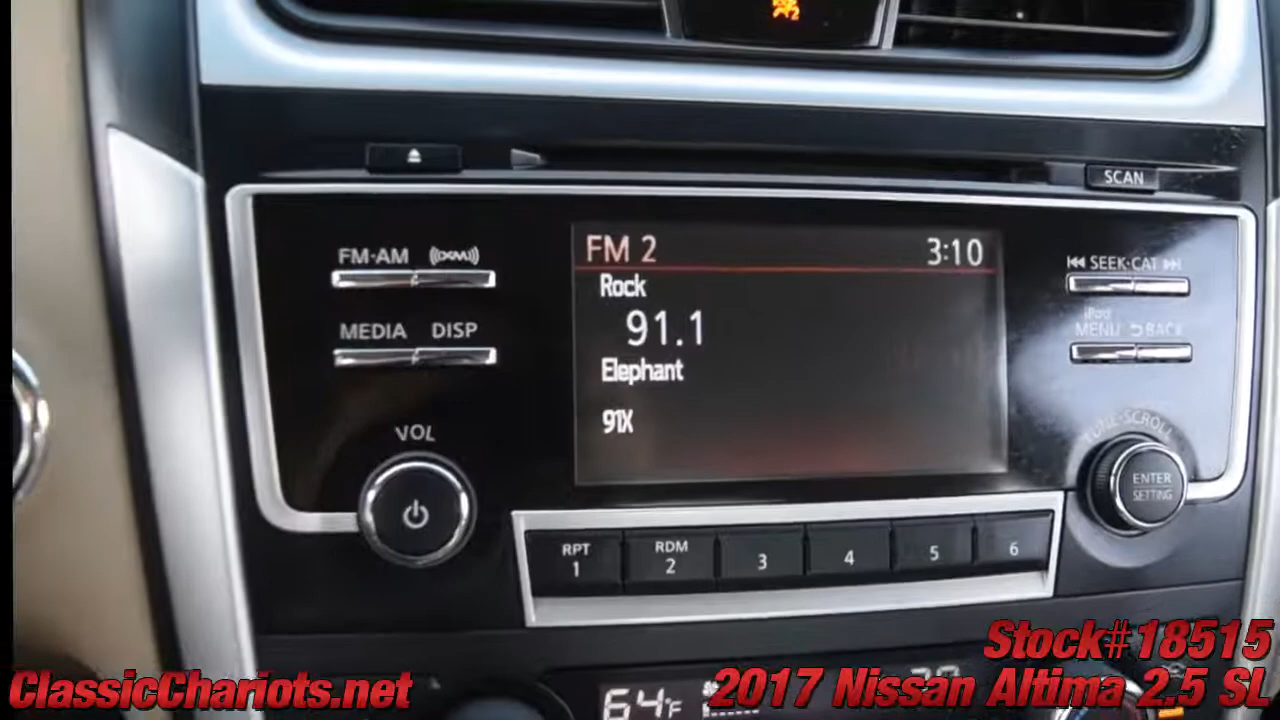 2
SCAN
FM·AM ((XM))
FM 2 3:10
SEEK·CAT
Rock
iPod
MEDIA DISP
91.1
MENU BACK
Elephant
91X
VOL
TUNE·SCROLL
ENTER
SETTING
RPT RDM
1 2 3 4 5 6
Stock#18515
ClassicChariots.net
2017 Nissan Altima 2.5 SL
64°F